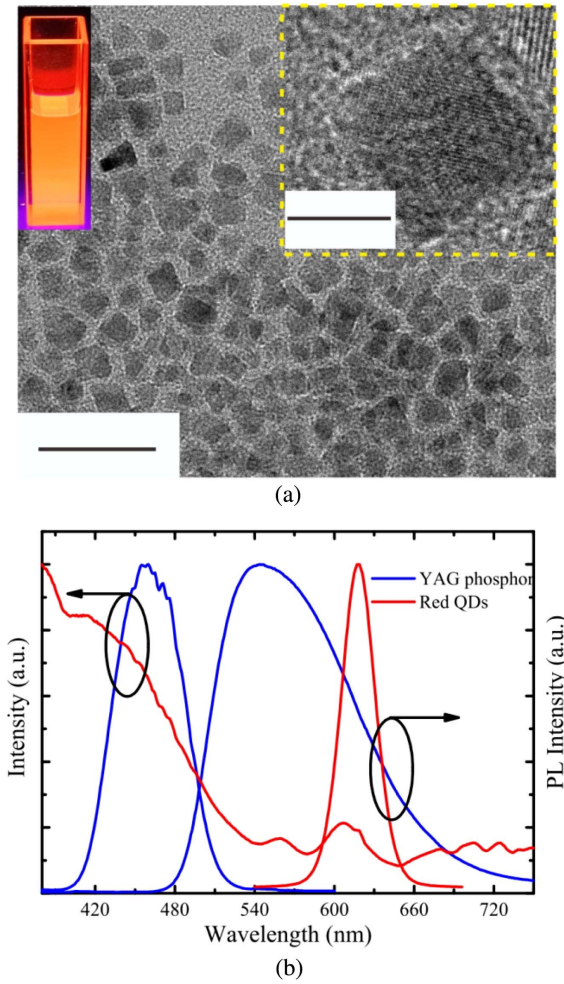 (a)
YAG phosphor
Red QDs
Intensity (a.u.)
PL Intensity (a.u.)
420 480 540 600 660 720
Wavelength (nm)
(b)